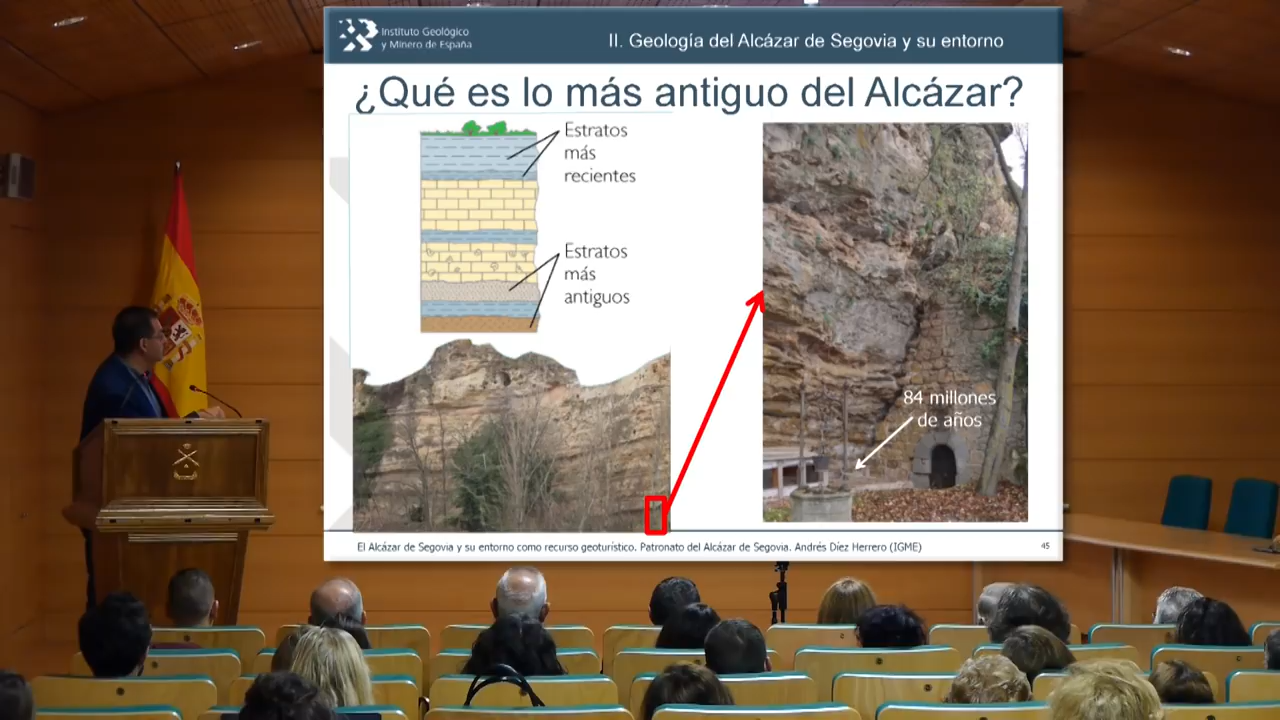 Instituto Geológico
y Minero de España
II. Geología del Alcázar de Segovia y su entorno
¿Qué es lo más antiguo del Alcázar?
Estratos
más
recientes
Estratos
más
antiguos
84 millones
de años
El Alcázar de Segovia y su entorno como recurso geoturístico. Patronato del Alcázar de Segovia. Andrés Díez Herrero (IGME)
45